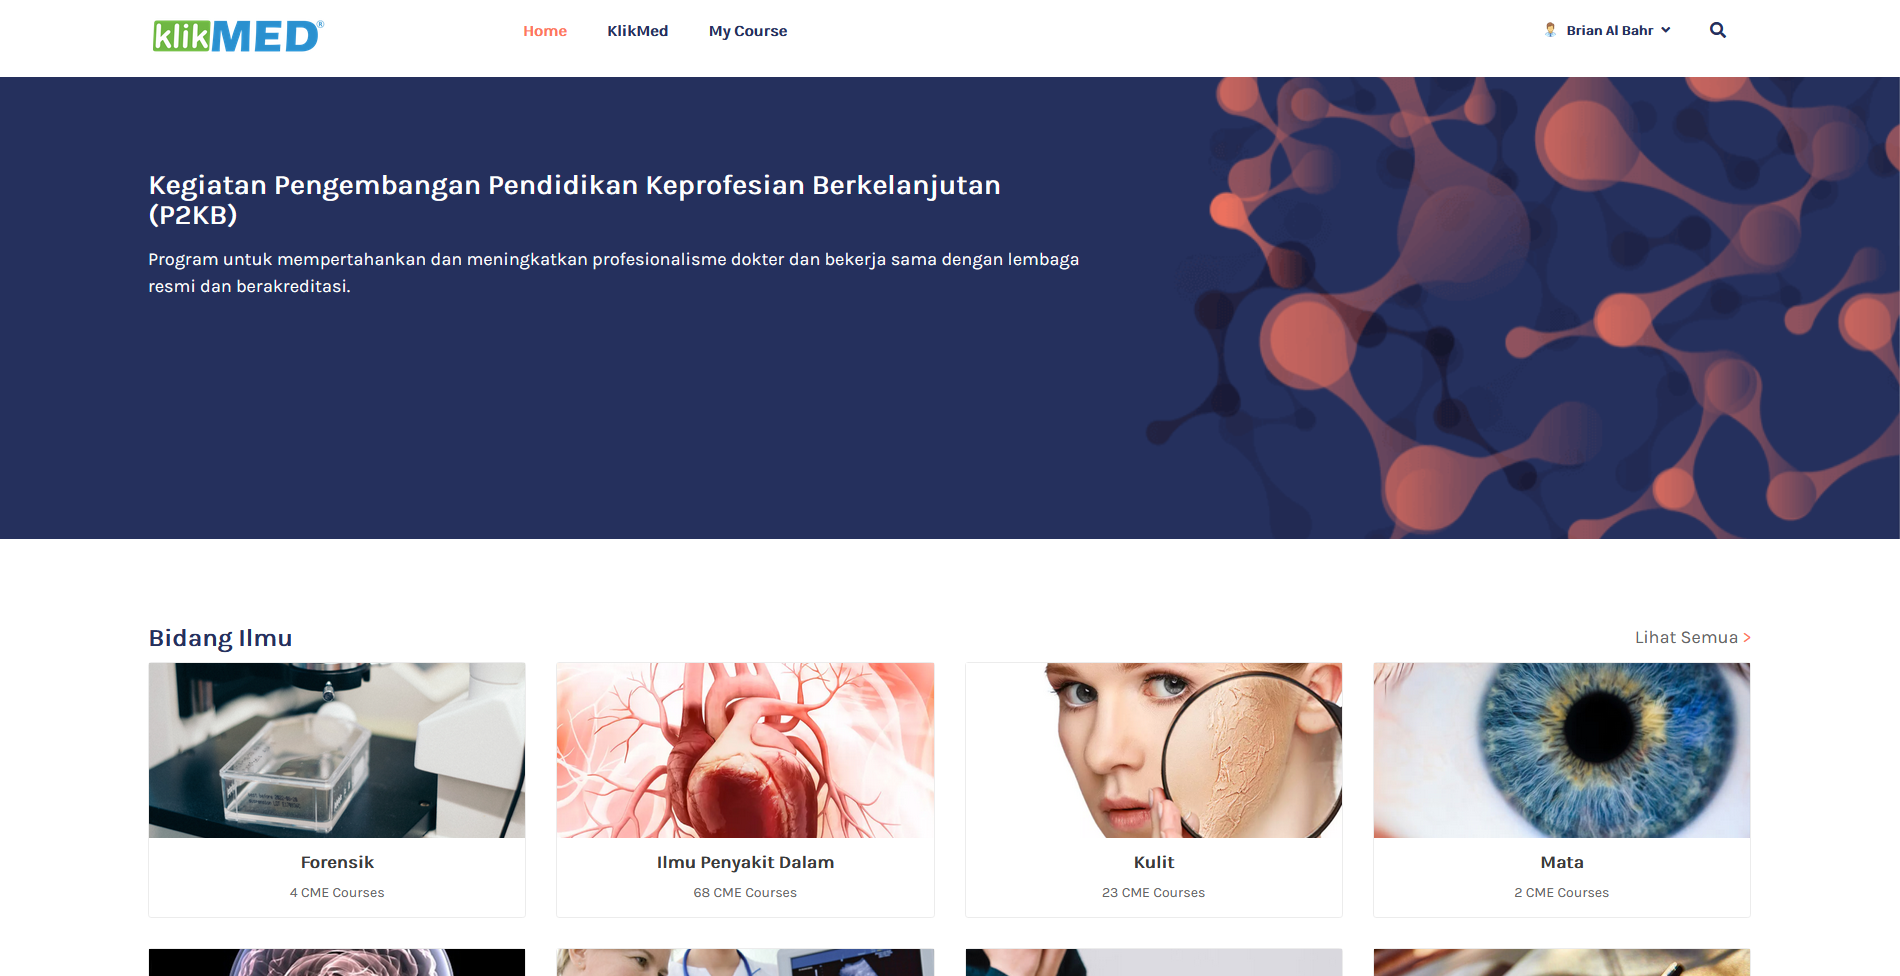 klikMED®
Home
KlikMed
My Course
Brian Al Bahr
Kegiatan Pengembangan Pendidikan Keprofesian Berkelanjutan
(P2KB)
Program untuk mempertahankan dan meningkatkan profesionalisme dokter dan bekerja sama dengan lembaga
resmi dan berakreditasi.
Bidang Ilmu
Lihat Semua >
Forensik
4 CME Courses
Ilmu Penyakit Dalam
68 CME Courses
Kulit
23 CME Courses
Mata
2 CME Courses